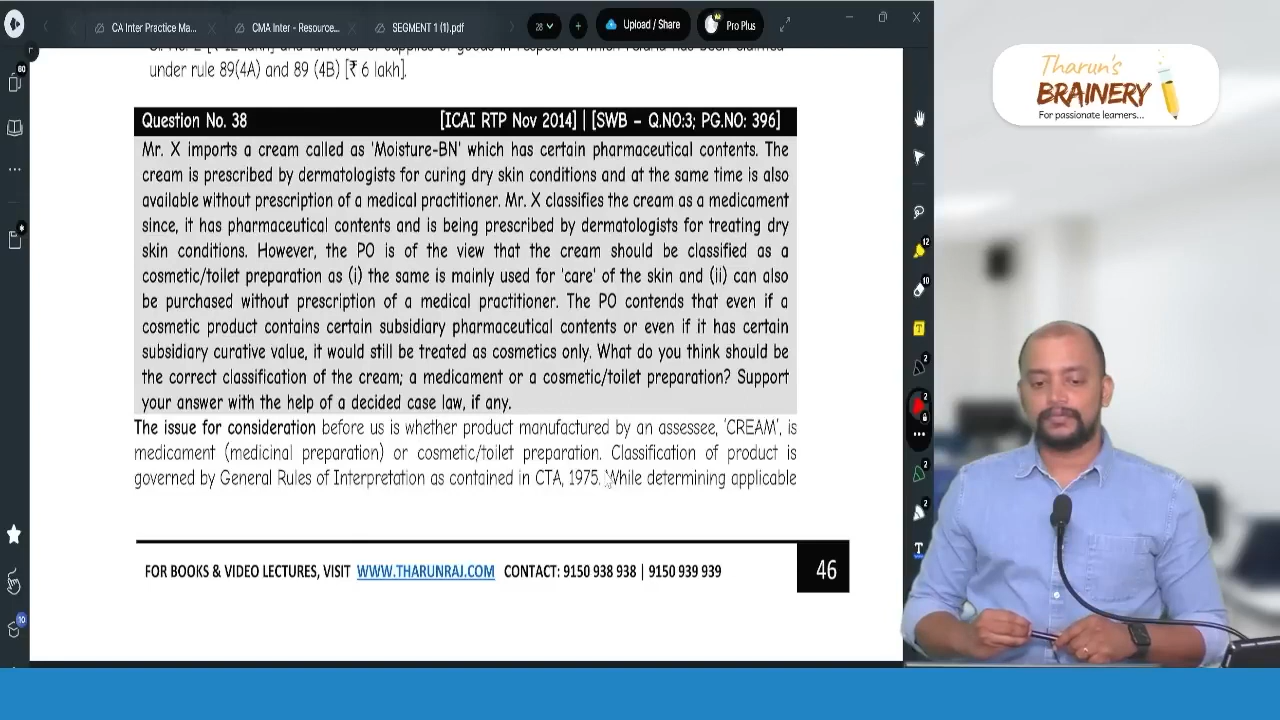 CA Inter Practice Ma...
CMA Inter - Resource...
SEGMENT 1 (1).pdf
28
Upload / Share
Pro Plus
under rule 89(4A) and 89 (4B) [₹ 6 lakh].
Question No. 38 [ICAI RTP Nov 2014] | [SWB – Q.NO:3; PG.NO: 396]
Mr. X imports a cream called as 'Moisture-BN' which has certain pharmaceutical contents. The
cream is prescribed by dermatologists for curing dry skin conditions and at the same time is also
available without prescription of a medical practitioner. Mr. X classifies the cream as a medicament
since, it has pharmaceutical contents and is being prescribed by dermatologists for treating dry
skin conditions. However, the PO is of the view that the cream should be classified as a
cosmetic/toilet preparation as (i) the same is mainly used for 'care' of the skin and (ii) can also
be purchased without prescription of a medical practitioner. The PO contends that even if a
cosmetic product contains certain subsidiary pharmaceutical contents or even if it has certain
subsidiary curative value, it would still be treated as cosmetics only. What do you think should be
the correct classification of the cream; a medicament or a cosmetic/toilet preparation? Support
your answer with the help of a decided case law, if any.
The issue for consideration before us is whether product manufactured by an assessee, 'CREAM', is
medicament (medicinal preparation) or cosmetic/toilet preparation. Classification of product is
governed by General Rules of Interpretation as contained in CTA, 1975. While determining applicable
FOR BOOKS & VIDEO LECTURES, VISIT WWW.THARUNRAJ.COM CONTACT: 9150 938 938 | 9150 939 939
46
Tharun's
BRAINERY
For passionate learners...
80
10
12
10
T
2
2
2
2
T